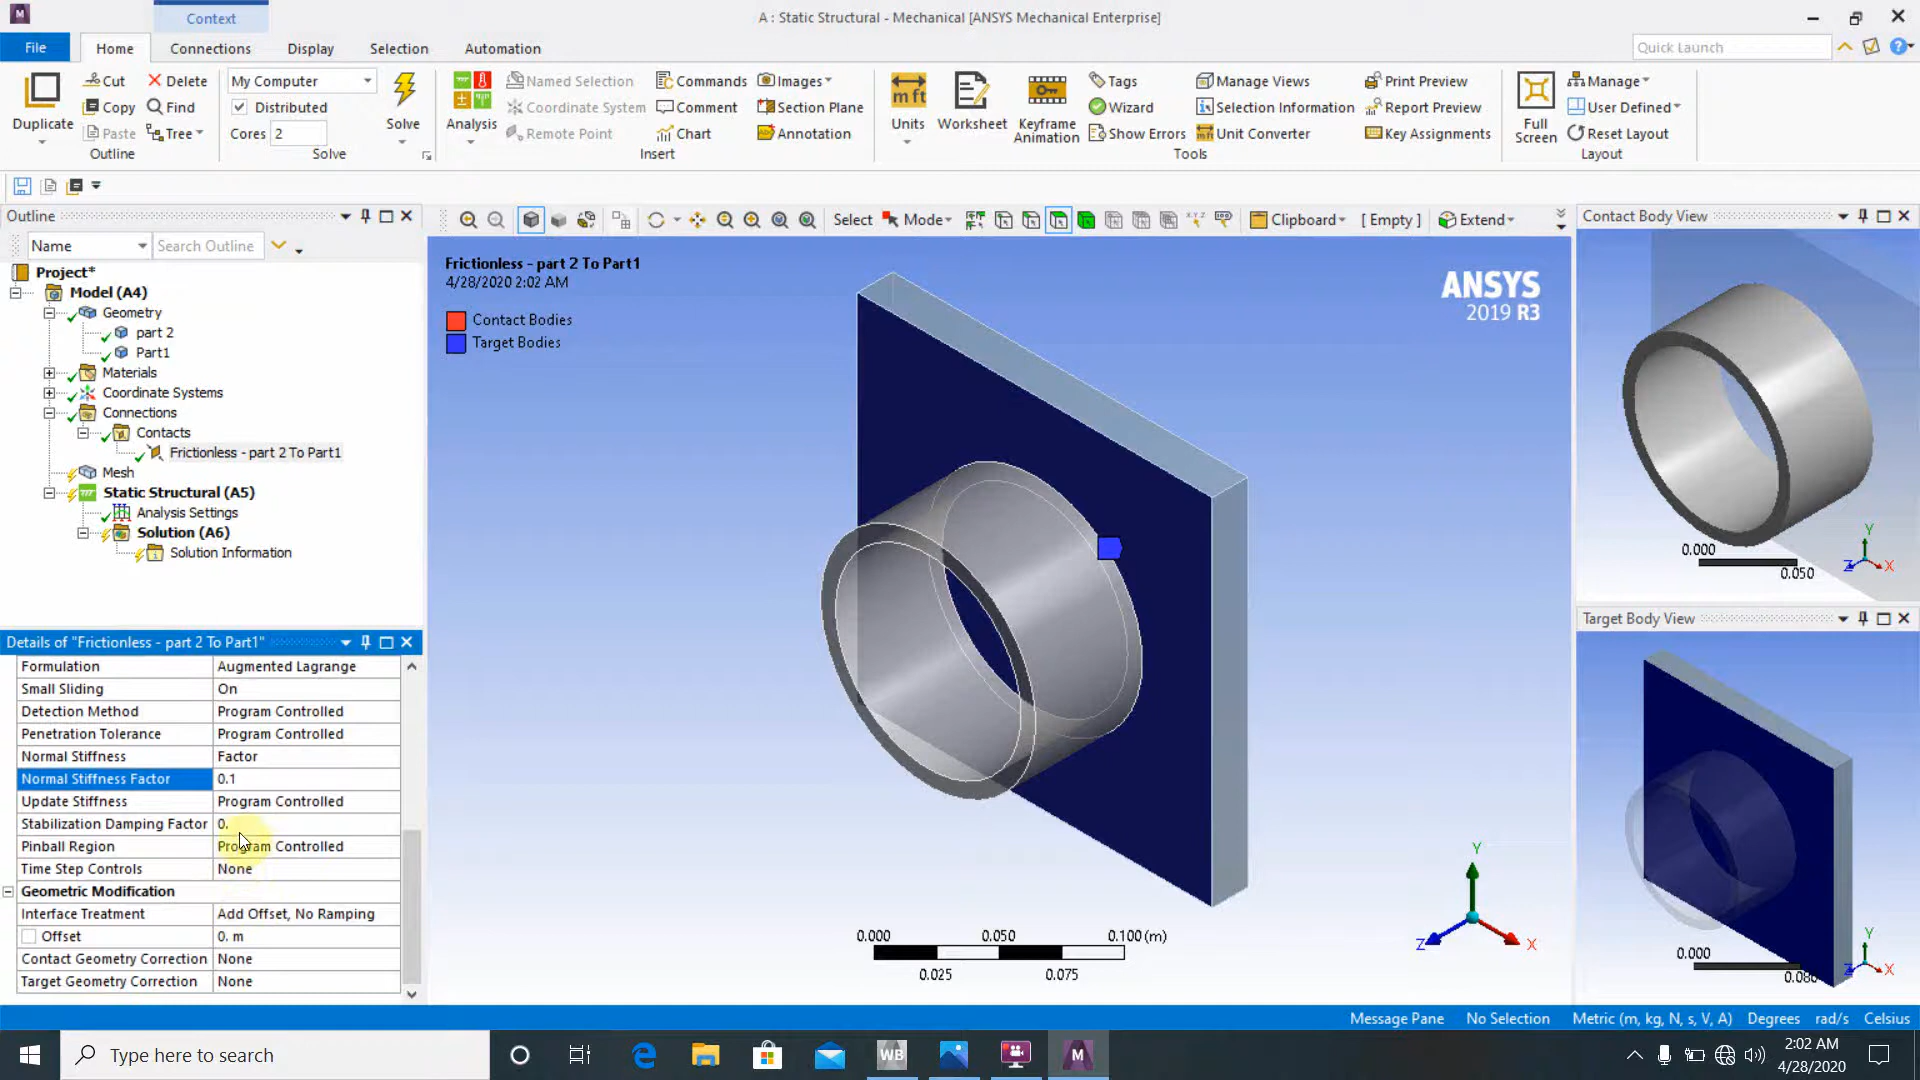 M
Context
A : Static Structural - Mechanical [ANSYS Mechanical Enterprise]
File
Home
Connections
Display
Selection
Automation
Quick Launch
Duplicate
Cut
Delete
Copy
Find
Paste
Tree
Outline
My Computer
Distributed
Cores 2
Solve
Solve
Analysis
Named Selection
Commands
Images
Coordinate System
Comment
Section Plane
Remote Point
Chart
Annotation
Insert
Units
Worksheet
Keyframe
Animation
Tags
Wizard
Show Errors
Manage Views
Selection Information
Unit Converter
Print Preview
Report Preview
Key Assignments
Tools
Full
Screen
Manage
User Defined
Reset Layout
Layout
Outline
Name
Search Outline
Project*
Model (A4)
Geometry
part 2
Part1
Materials
Coordinate Systems
Connections
Contacts
Frictionless - part 2 To Part1
Mesh
Static Structural (A5)
Analysis Settings
Solution (A6)
Solution Information
Select
Mode
Clipboard
[ Empty ]
Extend
Frictionless - part 2 To Part1
4/28/2020 2:02 AM
Contact Bodies
Target Bodies
ANSYS
2019 R3
0.000
0.050
0.100 (m)
0.025
0.075
Y
Z
X
Contact Body View
0.000
0.050
Y
Z
X
Target Body View
0.000
0.080
Y
Z
X
Details of "Frictionless - part 2 To Part1"
Formulation Augmented Lagrange
Small Sliding On
Detection Method Program Controlled
Penetration Tolerance Program Controlled
Normal Stiffness Factor
Normal Stiffness Factor 0.1
Update Stiffness Program Controlled
Stabilization Damping Factor 0.
Pinball Region Program Controlled
Time Step Controls None
Geometric Modification
Interface Treatment Add Offset, No Ramping
Offset 0. m
Contact Geometry Correction None
Target Geometry Correction None
Message Pane
No Selection
Metric (m, kg, N, s, V, A)
Degrees
rad/s
Celsius
Type here to search
WB
M
2:02 AM
4/28/2020